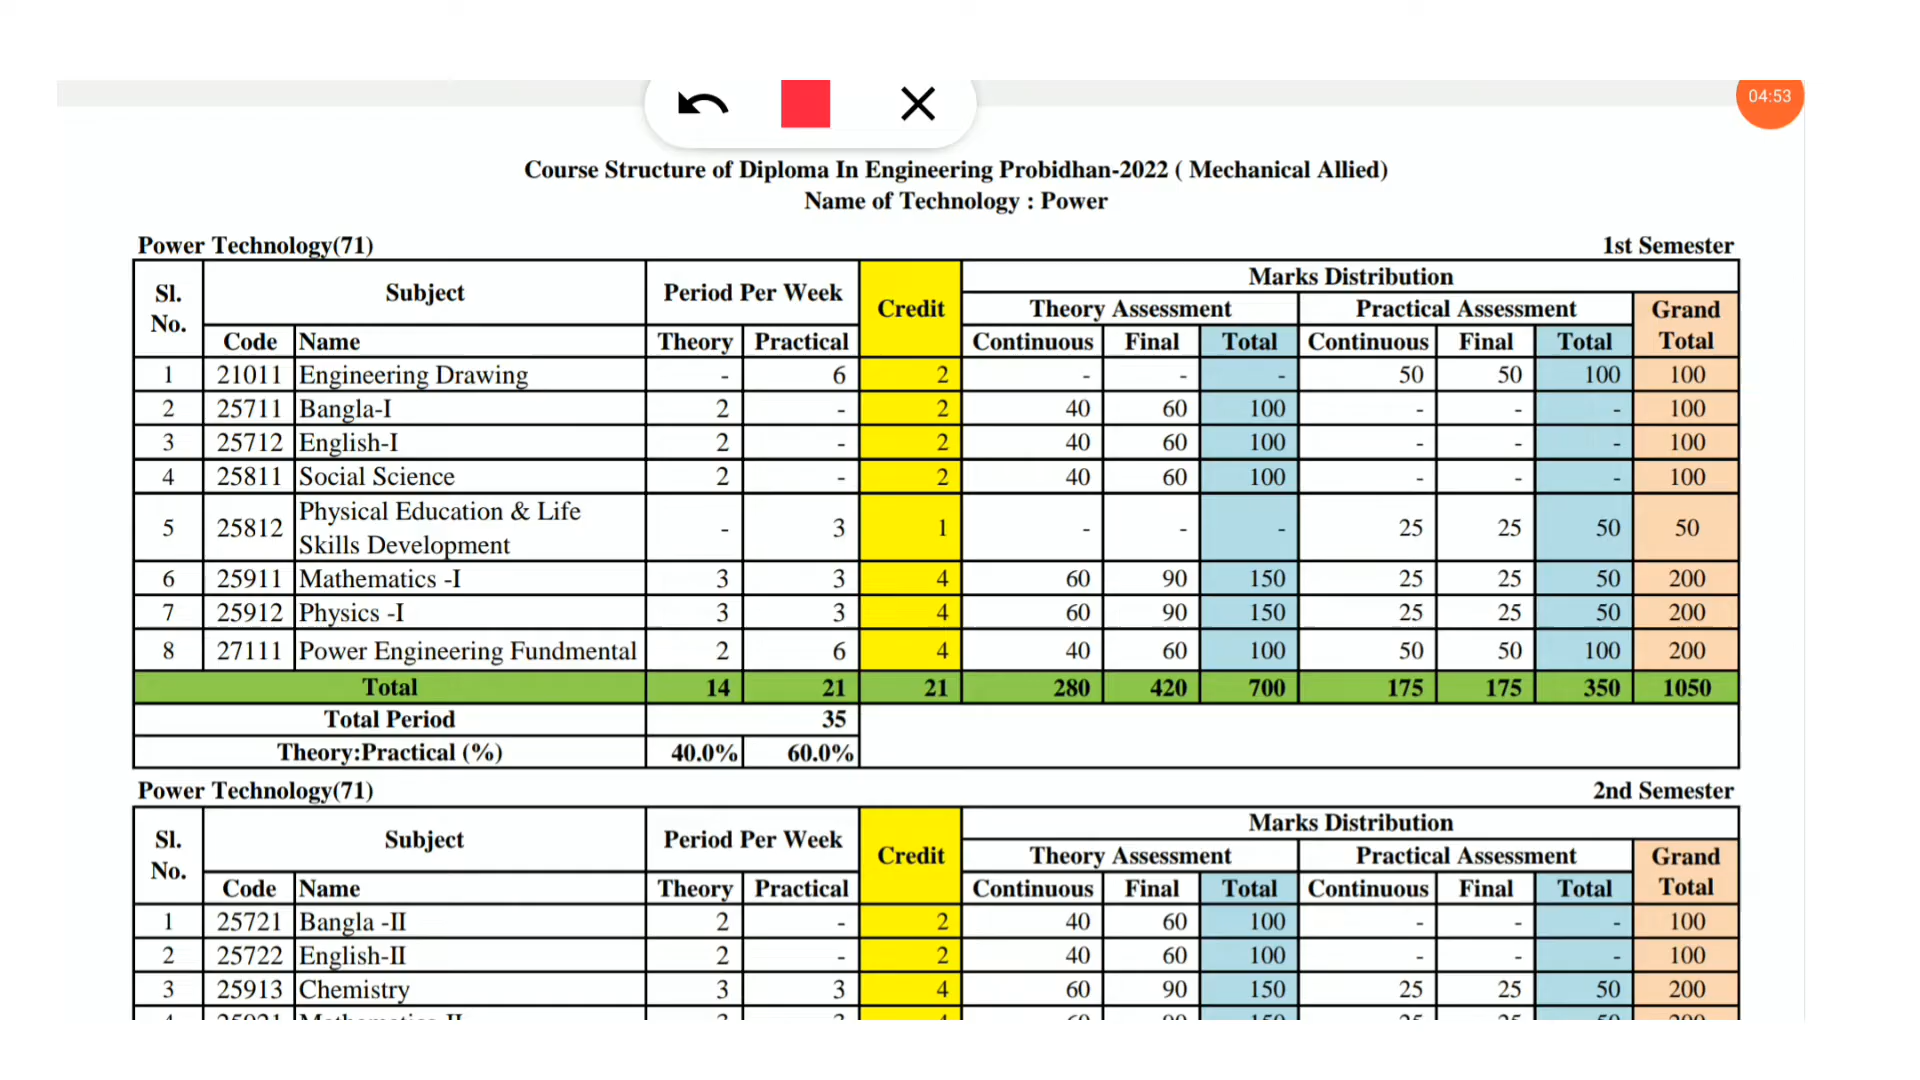 04:53
Course Structure of Diploma In Engineering Probidhan-2022 ( Mechanical Allied)
Name of Technology : Power
Power Technology(71) 1st Semester
Sl. No. Subject Period Per Week Credit Marks Distribution
Theory Assessment Practical Assessment Grand Total
Code Name Theory Practical Continuous Final Total Continuous Final Total
1 21011 Engineering Drawing - 6 2 - - - 50 50 100 100
2 25711 Bangla-I 2 - 2 40 60 100 - - - 100
3 25712 English-I 2 - 2 40 60 100 - - - 100
4 25811 Social Science 2 - 2 40 60 100 - - - 100
5 25812 Physical Education & Life Skills Development - 3 1 - - - 25 25 50 50
6 25911 Mathematics -I 3 3 4 60 90 150 25 25 50 200
7 25912 Physics -I 3 3 4 60 90 150 25 25 50 200
8 27111 Power Engineering Fundmental 2 6 4 40 60 100 50 50 100 200
Total 14 21 21 280 420 700 175 175 350 1050
Total Period 35
Theory:Practical (%) 40.0% 60.0%
Power Technology(71) 2nd Semester
Sl. No. Subject Period Per Week Credit Marks Distribution
Theory Assessment Practical Assessment Grand Total
Code Name Theory Practical Continuous Final Total Continuous Final Total
1 25721 Bangla -II 2 - 2 40 60 100 - - - 100
2 25722 English-II 2 - 2 40 60 100 - - - 100
3 25913 Chemistry 3 3 4 60 90 150 25 25 50 200